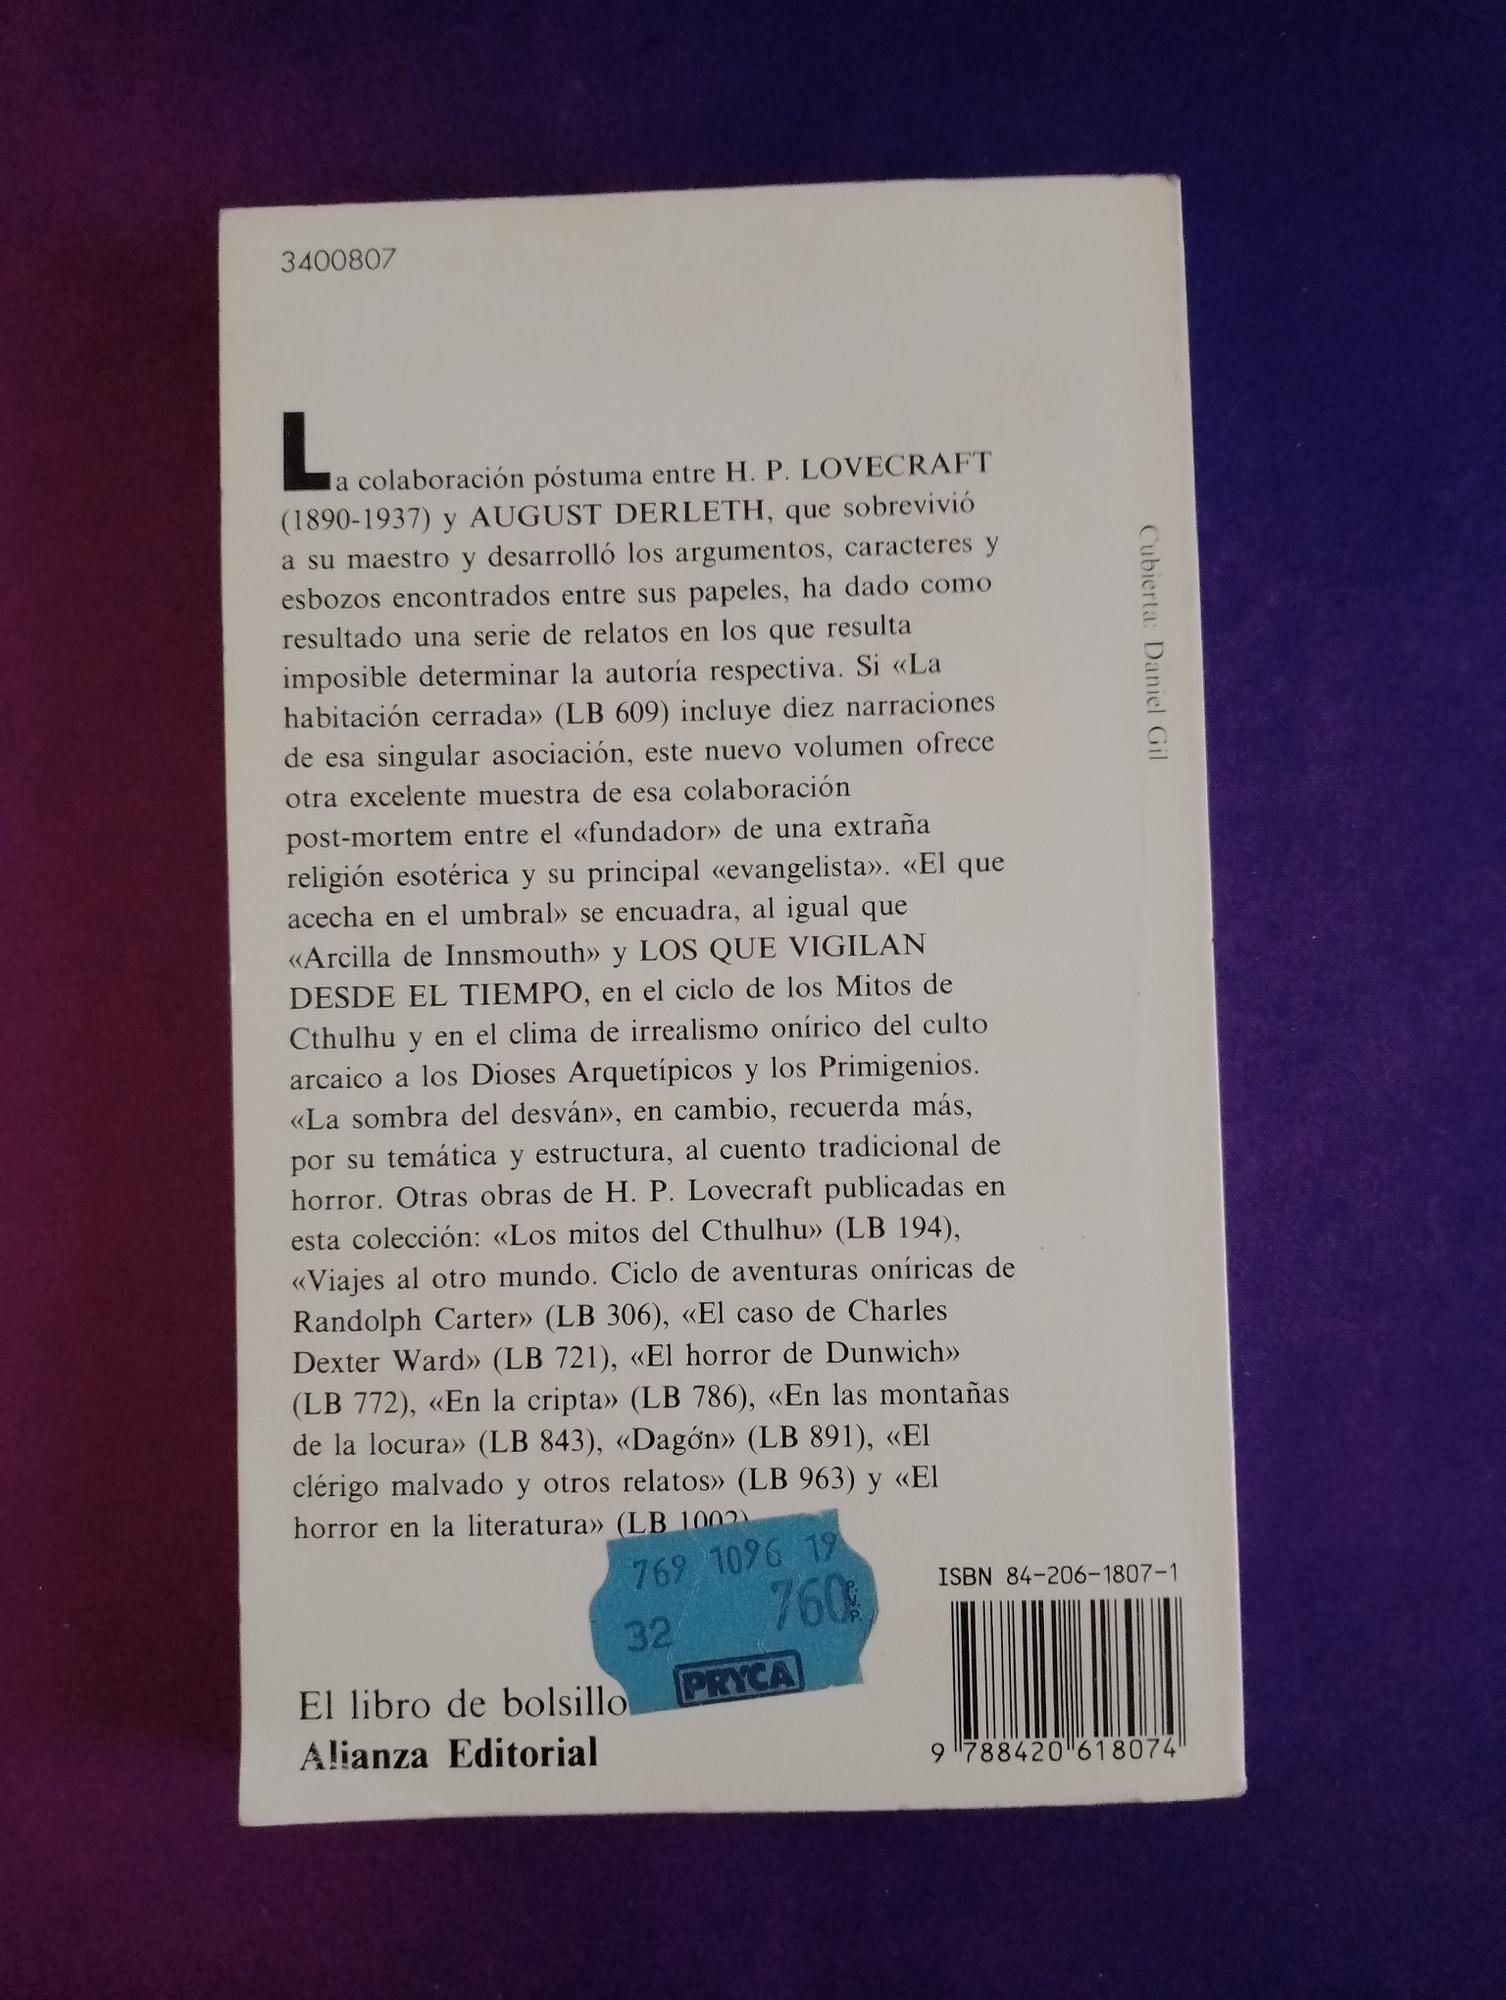 3400807
La colaboración póstuma entre H. P. LOVECRAFT
(1890-1937) y AUGUST DERLETH, que sobrevivió
a su maestro y desarrolló los argumentos, caracteres y
esbozos encontrados entre sus papeles, ha dado como
resultado una serie de relatos en los que resulta
imposible determinar la autoría respectiva. Si «La
habitación cerrada» (LB 609) incluye diez narraciones
de esa singular asociación, este nuevo volumen ofrece
otra excelente muestra de esa colaboración
post-mortem entre el «fundador» de una extraña
religión esotérica y su principal «evangelista». «El que
acecha en el umbral» se encuadra, al igual que
«Arcilla de Innsmouth» y LOS QUE VIGILAN
DESDE EL TIEMPO, en el ciclo de los Mitos de
Cthulhu y en el clima de irrealismo onírico del culto
arcaico a los Dioses Arquetípicos y los Primigenios.
«La sombra del desván», en cambio, recuerda más,
por su temática y estructura, al cuento tradicional de
horror. Otras obras de H. P. Lovecraft publicadas en
esta colección: «Los mitos del Cthulhu» (LB 194),
«Viajes al otro mundo. Ciclo de aventuras oníricas de
Randolph Carter» (LB 306), «El caso de Charles
Dexter Ward» (LB 721), «El horror de Dunwich»
(LB 772), «En la cripta» (LB 786), «En las montañas
de la locura» (LB 843), «Dagón» (LB 891), «El
clérigo malvado y otros relatos» (LB 963) y «El
horror en la literatura» (LB 1002)
Cubierta: Daniel Gil
769 1096 19
32 760 P.V.P.
PRYCA
El libro de bolsillo
Alianza Editorial
ISBN 84-206-1807-1
9 788420 618074